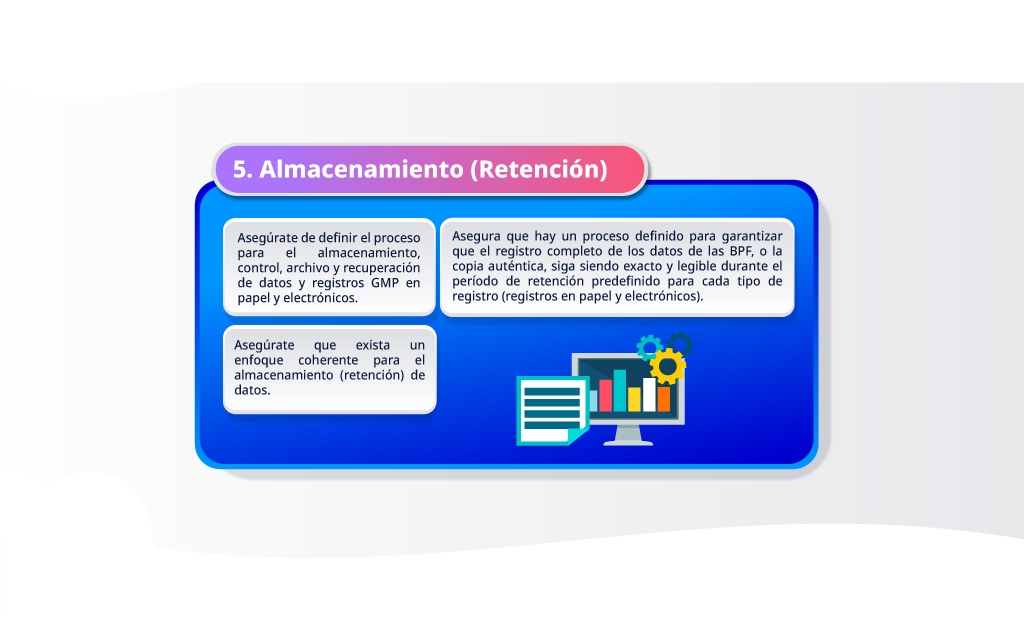 5. Almacenamiento (Retención)
Asegúrate de definir el proceso
para el almacenamiento,
control, archivo y recuperación
de datos y registros GMP en
papel y electrónicos.
Asegura que hay un proceso definido para garantizar
que el registro completo de los datos de las BPF, o la
copia auténtica, siga siendo exacto y legible durante el
período de retención predefinido para cada tipo de
registro (registros en papel y electrónicos).
Asegúrate que exista un
enfoque coherente para el
almacenamiento (retención) de
datos.